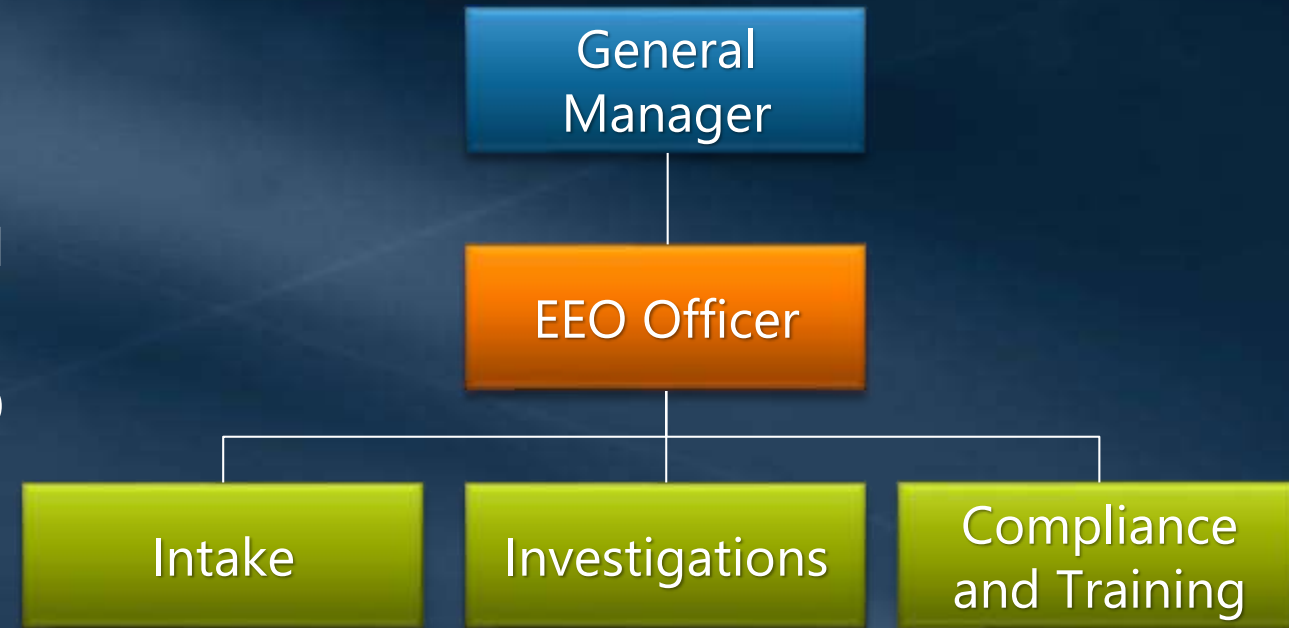 General
Manager
EEO Officer
Intake
Investigations
Compliance
and Training